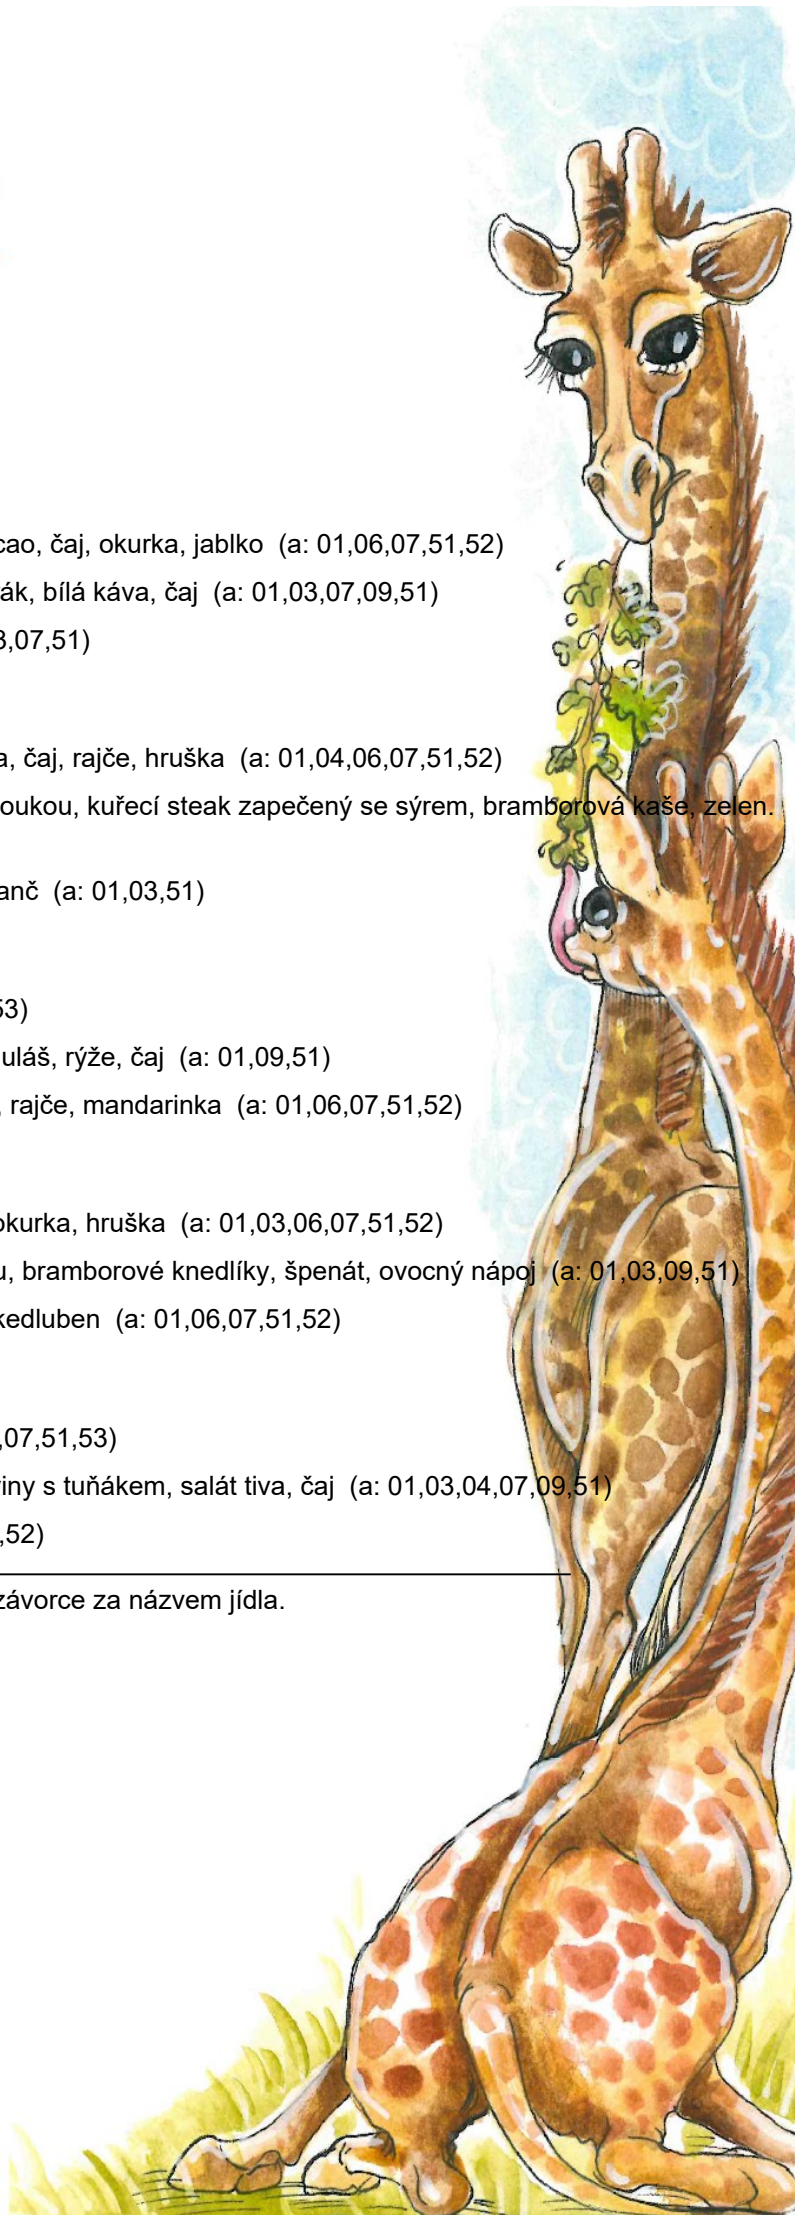 cao, čaj, okurka, jablko (a: 01,06,07,51,52)
ák, bílá káva, čaj (a: 01,03,07,09,51)
,07,51)
a, čaj, rajče, hruška (a: 01,04,06,07,51,52)
oukou, kuřecí steak zapečený se sýrem, bramborová kaše, zelen.
anč (a: 01,03,51)
53)
uláš, rýže, čaj (a: 01,09,51)
, rajče, mandarinka (a: 01,06,07,51,52)
okurka, hruška (a: 01,03,06,07,51,52)
u, bramborové knedlíky, špenát, ovocný nápoj (a: 01,03,09,51)
kedluben (a: 01,06,07,51,52)
,07,51,53)
iny s tuňákem, salát tiva, čaj (a: 01,03,04,07,09,51)
,52)
závorce za názvem jídla.